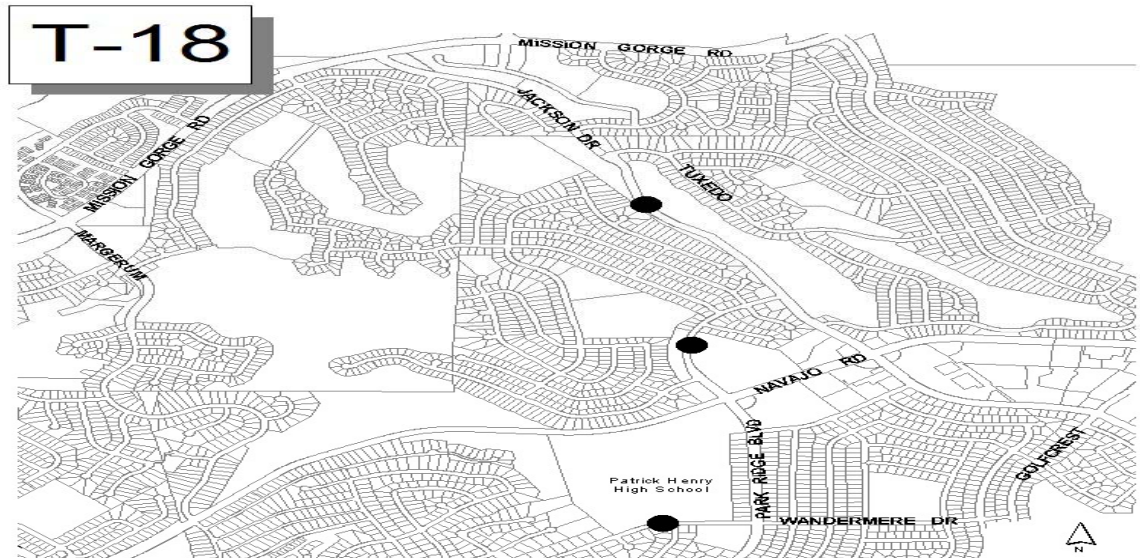 T-18
MISSION GORGE RD
JACKSON DR
MISSION GORGE RD
TUXEDO
MARGERUM
NAVAJO RD
PARK RIDGE BLVD
GOLFCREST
Patrick Henry
High School
WANDERMERE DR
N